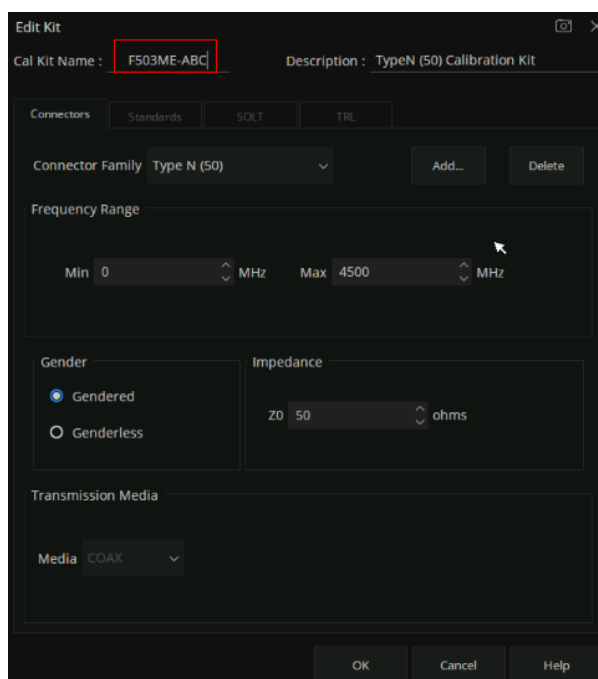 Edit Kit
Cal Kit Name : F503ME-ABC Description : TypeN (50) Calibration Kit
Connectors Standards SOLT TRL
Connector Family Type N (50) Add... Delete
Frequency Range
Min 0 MHz Max 4500 MHz
Gender Impedance
Gendered
Z0 50 ohms
Genderless
Transmission Media
Media COAX
OK Cancel Help